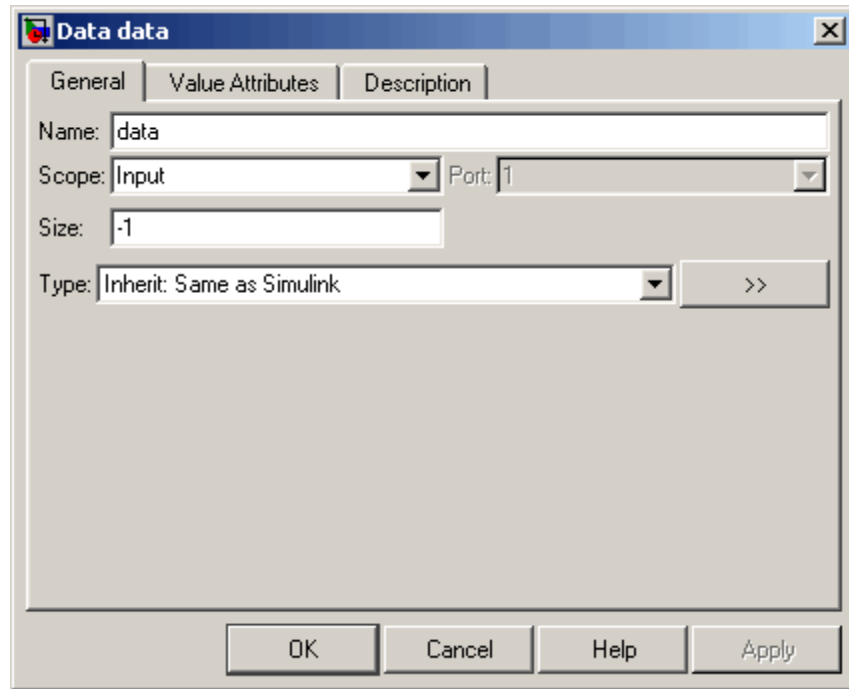 Data data
General Value Attributes Description
Name: data
Scope: Input Port: 1
Size: -1
Type: Inherit: Same as Simulink >>
OK Cancel Help Apply